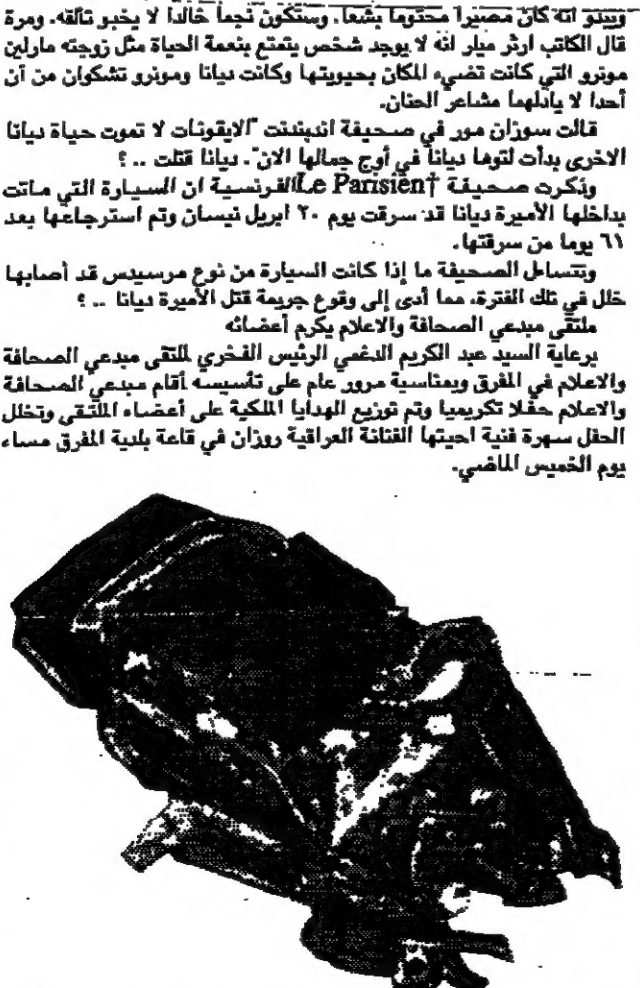 ويبدو انه كان مصيرا محتوما بشعا. وستكون نجما خالدا لا يخبو تألقه. ومرة
قال الكاتب ارثر ميلر انه لا يوجد شخص يتمتع بنعمة الحياة مثل زوجته مارلين
مونرو التي كانت تضيء المكان بحيويتها وكانت ديانا ومونرو تشكوان من أن
أحدا لا يادلهما مشاعر الحنان.
قالت سوزان مور في صحيفة اندبندنت "الايقونات لا تموت حياة ديانا
الاخرى بدأت لتوها ديانا في أوج جمالها الان". ديانا قتلت .. ؟
وذكرت صحيفة Le Parisien† الفرنسية ان السيارة التي ماتت
بداخلها الأميرة ديانا قد سرقت يوم ٢٠ ابريل نيسان وتم استرجاعها بعد
٦١ يوما من سرقتها.
وتتساءل الصحيفة ما إذا كانت السيارة من نوع مرسيدس قد أصابها
خلل في تلك الفترة، مما أدى إلى وقوع جريمة قتل الأميرة ديانا .. ؟
ملتقى مبدعي الصحافة والاعلام يكرم أعضائه
برعاية السيد عبد الكريم الدغمي الرئيس الفخري لملتقى مبدعي الصحافة
والاعلام في المفرق وبمناسبة مرور عام على تأسيسه أقام مبدعي الصحافة
والاعلام حفلا تكريميا وتم توزيع الهدايا الملكية على أعضاء الملتقى وتخلل
الحفل سهرة فنية احيتها الفنانة العراقية روزان في قاعة بلدية المفرق مساء
يوم الخميس الماضي.